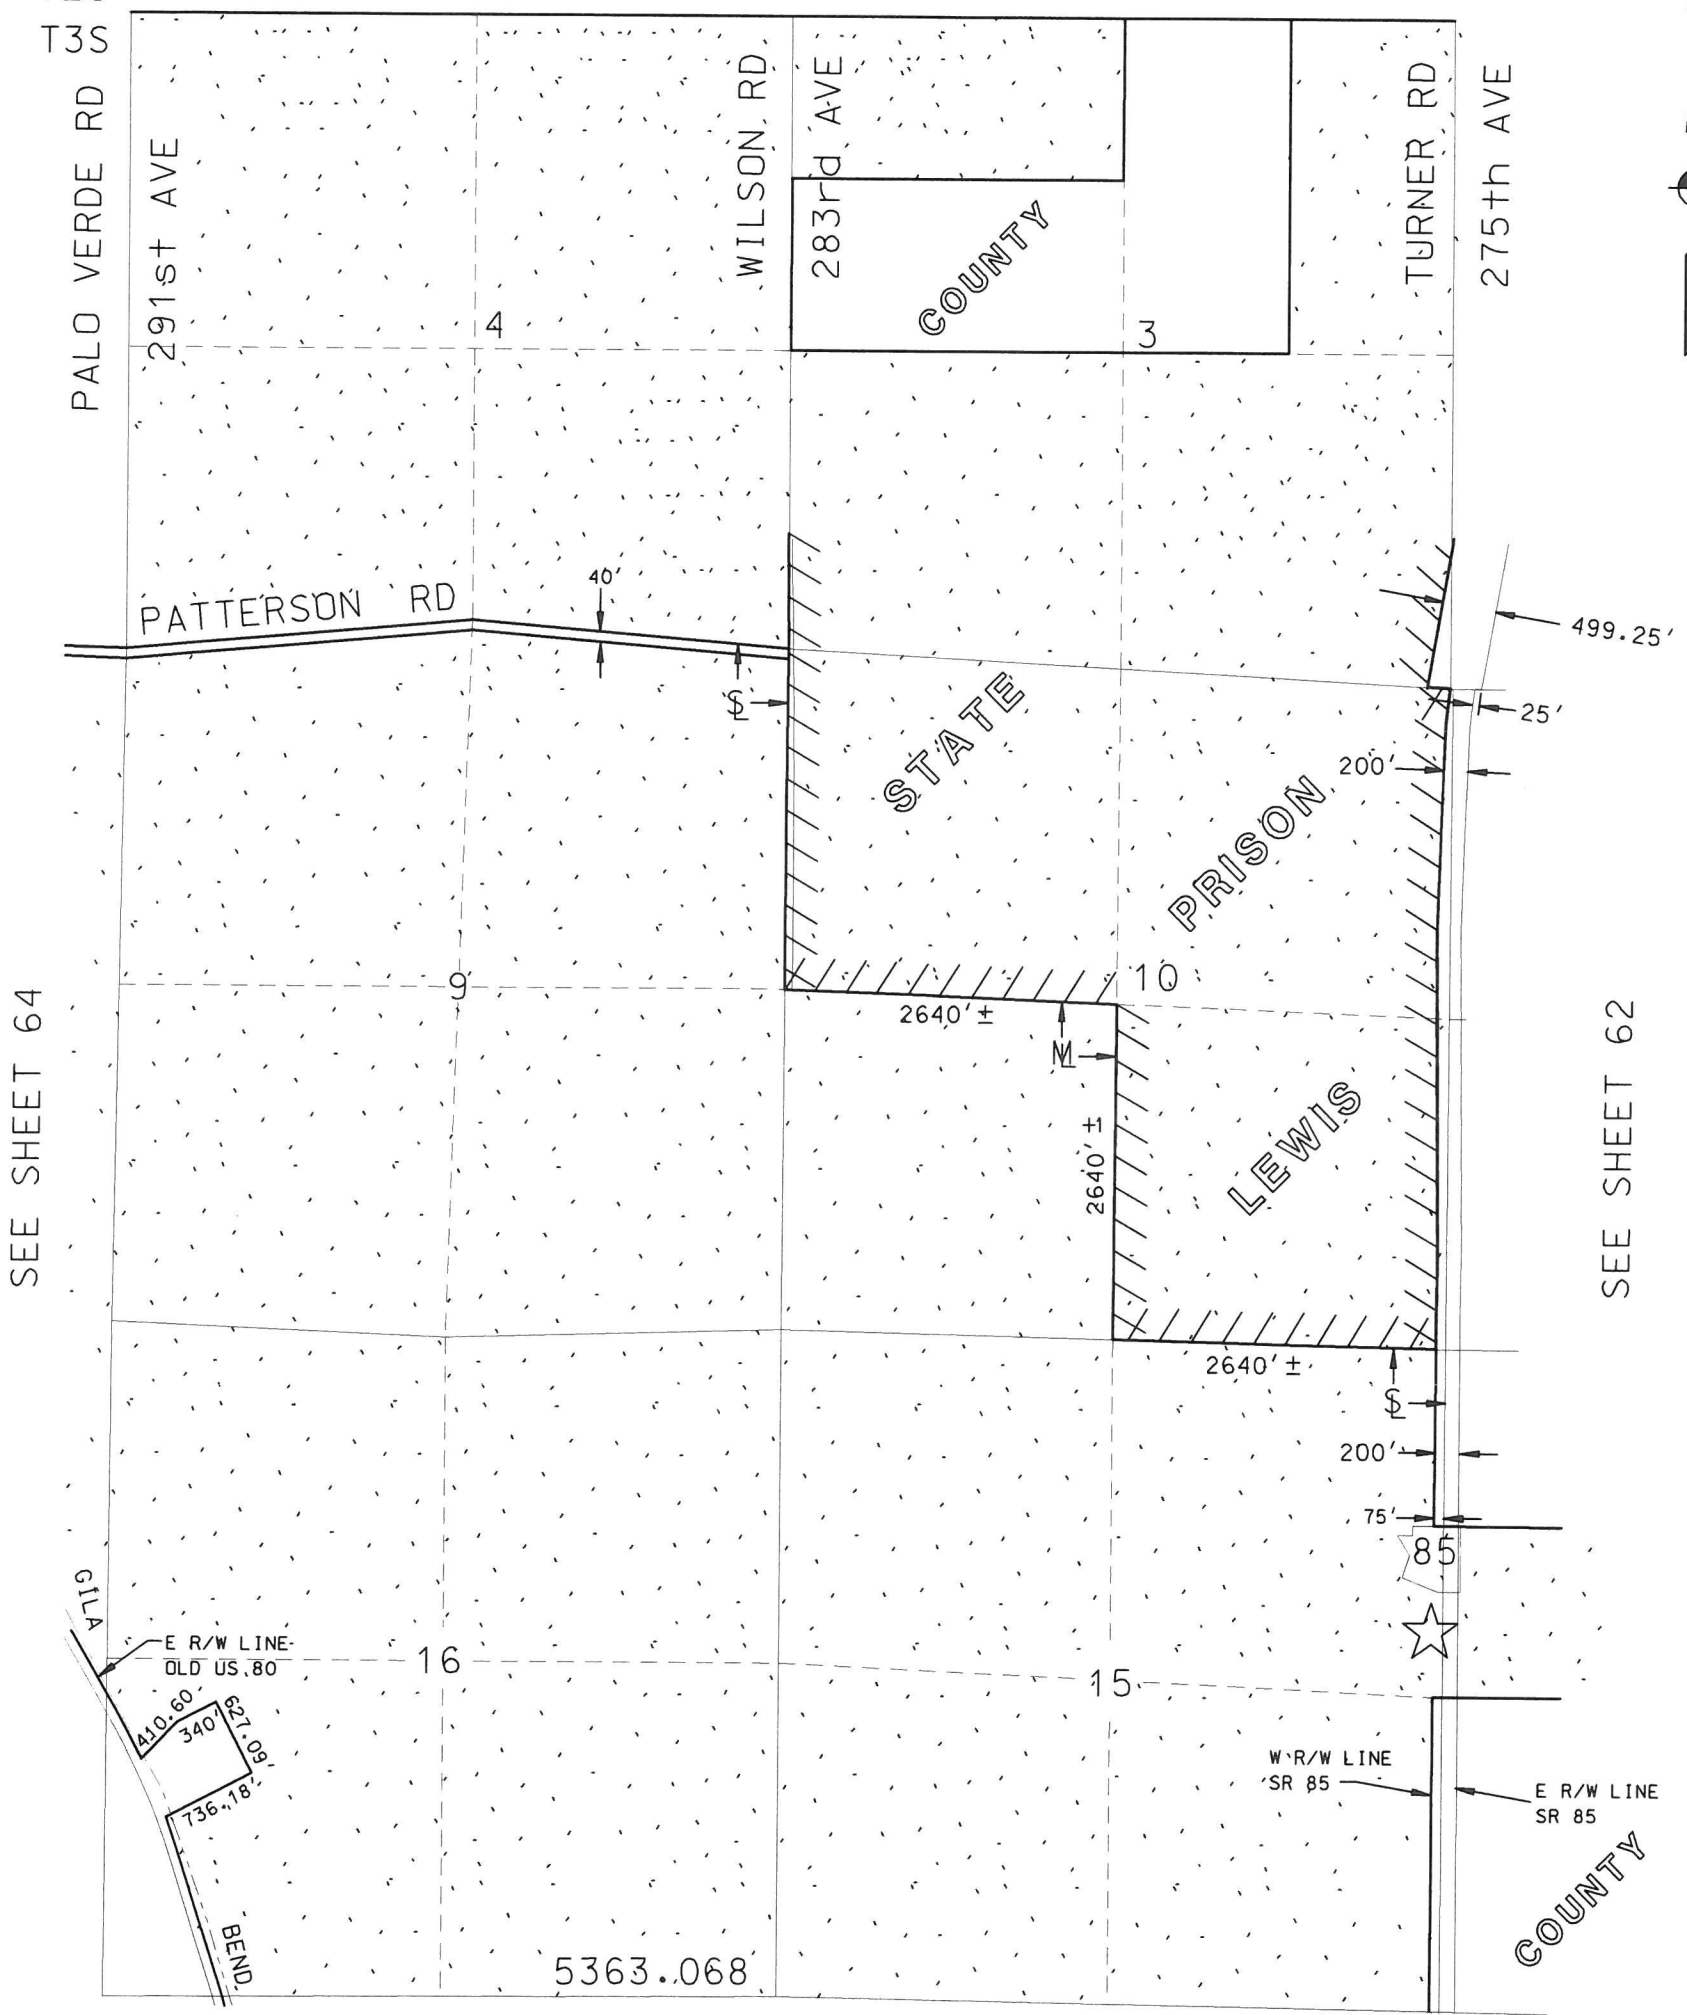 T3S
PALO VERDE RD
291st AVE
WILSON RD
283rd AVE
TURNER RD
275th AVE
COUNTY
4
3
PATTERSON RD
40'
499.25'
25'
200'
SL
STATE
PRISON
LEWIS
9
10
2640' ±
ML
2640' ±
SEE SHEET 64
SEE SHEET 62
2640' ±
SL
200'
75'
85
GILA
E R/W LINE
OLD US 80
16
15
410.60'
340'
627.09'
736.18'
W R/W LINE
SR 85
E R/W LINE
SR 85
BEND
5363.068
COUNTY